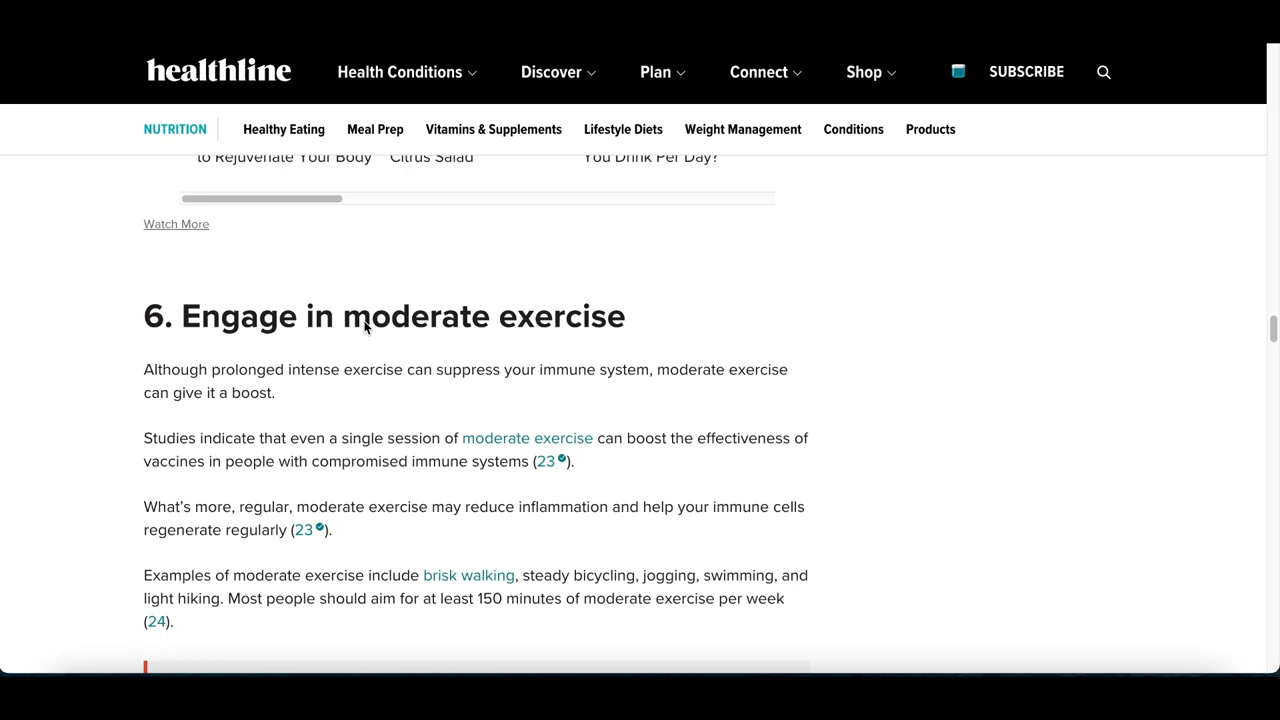 healthline
Health Conditions Discover Plan Connect Shop SUBSCRIBE
NUTRITION Healthy Eating Meal Prep Vitamins & Supplements Lifestyle Diets Weight Management Conditions Products
to Rejuvenate Your Body Citrus Salad You Drink Per Day?
Watch More
6. Engage in moderate exercise
Although prolonged intense exercise can suppress your immune system, moderate exercise
can give it a boost.
Studies indicate that even a single session of moderate exercise can boost the effectiveness of
vaccines in people with compromised immune systems (23).
What’s more, regular, moderate exercise may reduce inflammation and help your immune cells
regenerate regularly (23).
Examples of moderate exercise include brisk walking, steady bicycling, jogging, swimming, and
light hiking. Most people should aim for at least 150 minutes of moderate exercise per week
(24).